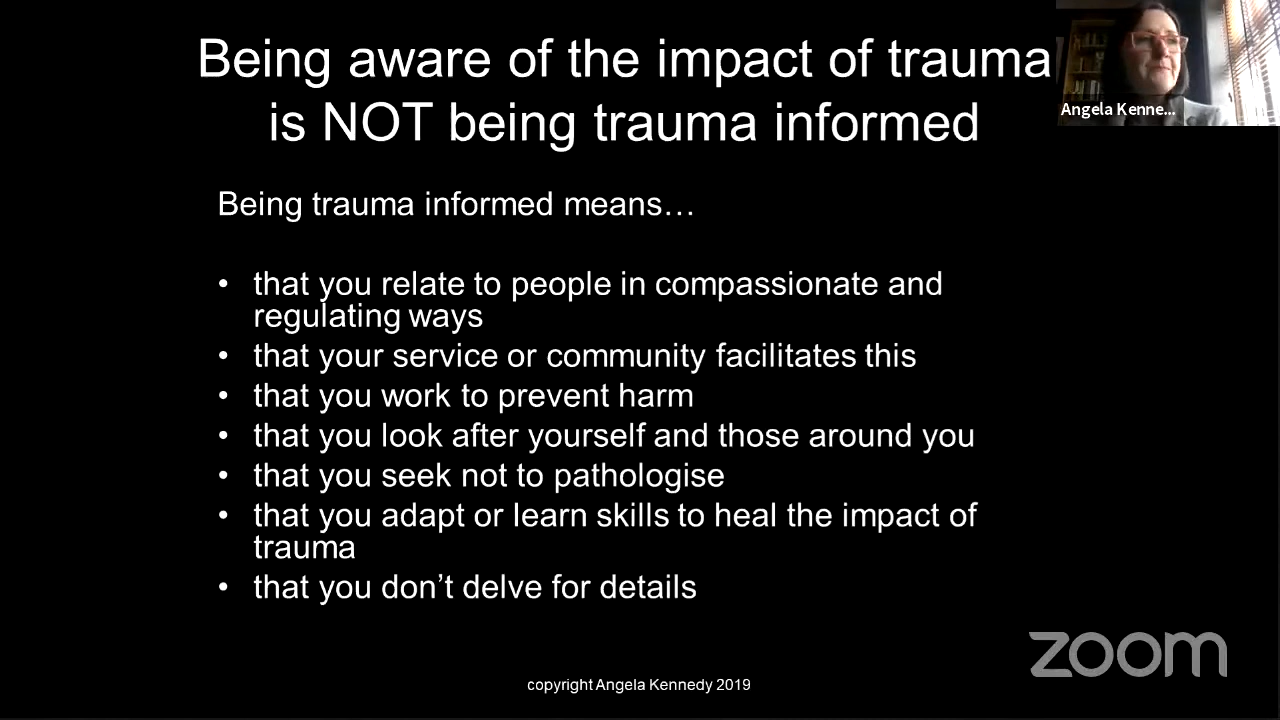 Being aware of the impact of trauma
is NOT being trauma informed
Angela Kenne...
Being trauma informed means…
• that you relate to people in compassionate and
regulating ways
• that your service or community facilitates this
• that you work to prevent harm
• that you look after yourself and those around you
• that you seek not to pathologise
• that you adapt or learn skills to heal the impact of
trauma
• that you don’t delve for details
zoom
copyright Angela Kennedy 2019